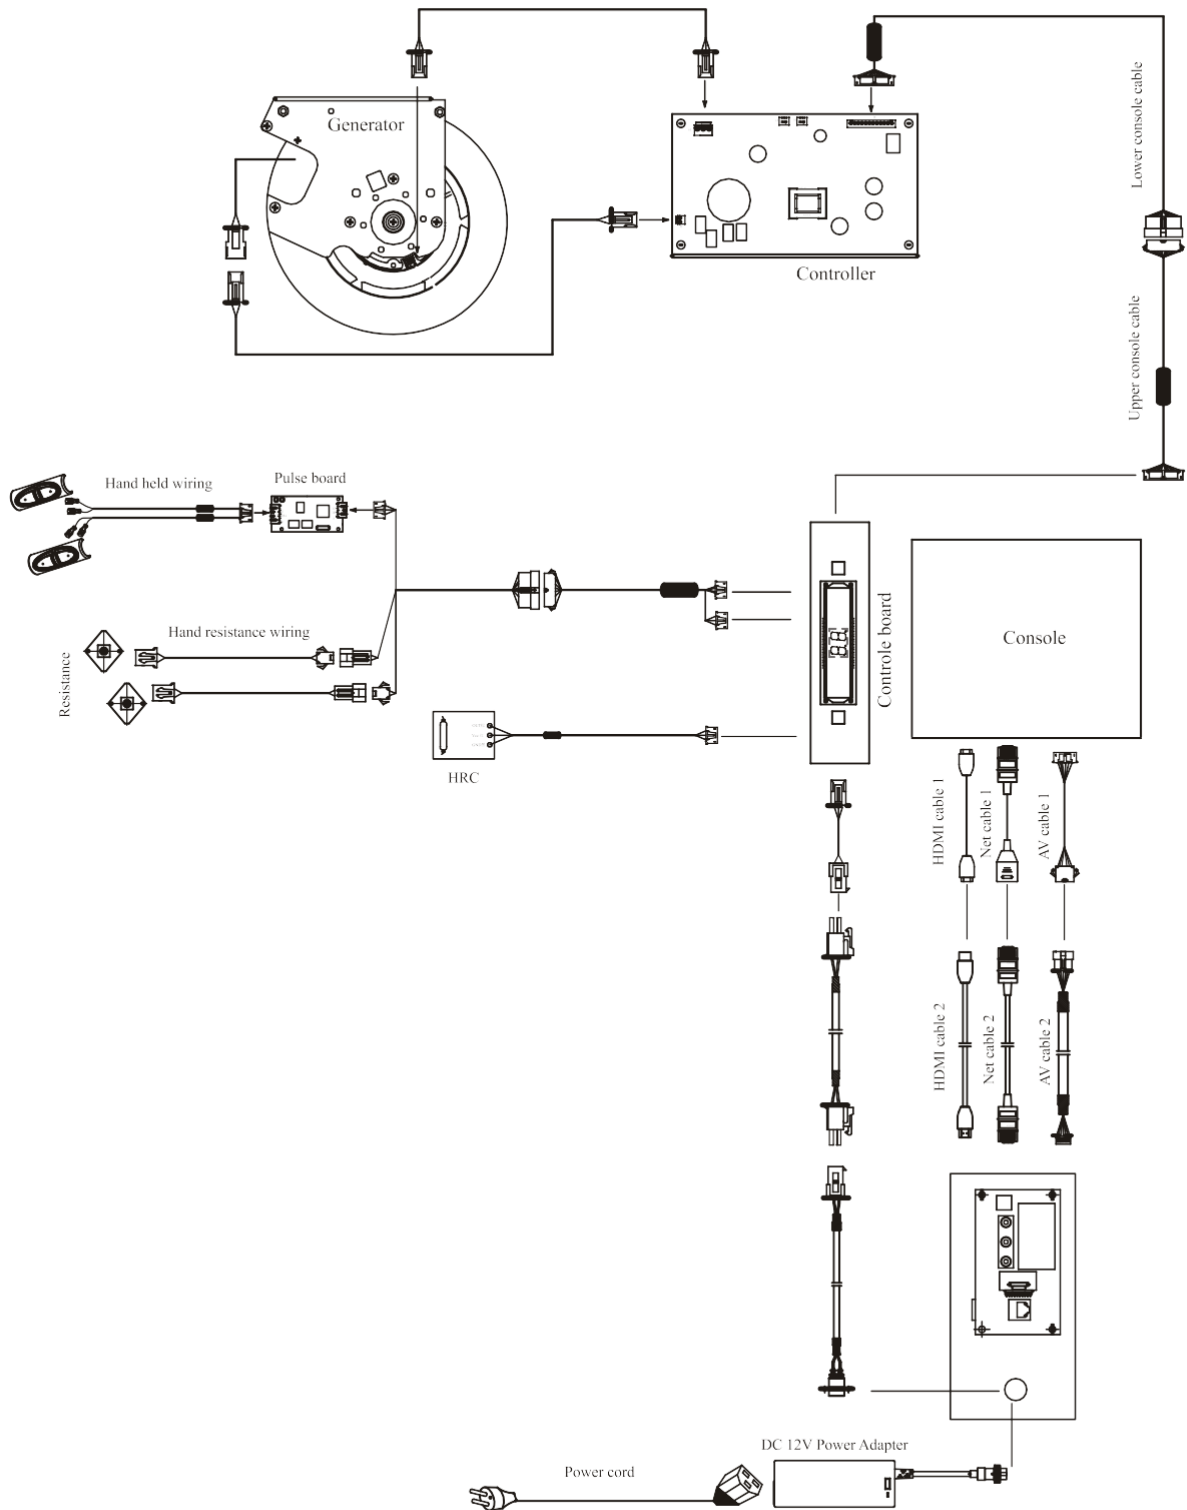 Generator
Lower console cable
Controller
Upper console cable
Hand held wiring
Pulse board
Hand resistance wiring
Resistance
Controle board
Console
HRC
HDMI cable 1
Net cable 1
AV cable 1
HDMI cable 2
Net cable 2
AV cable 2
DC 12V Power Adapter
Power cord